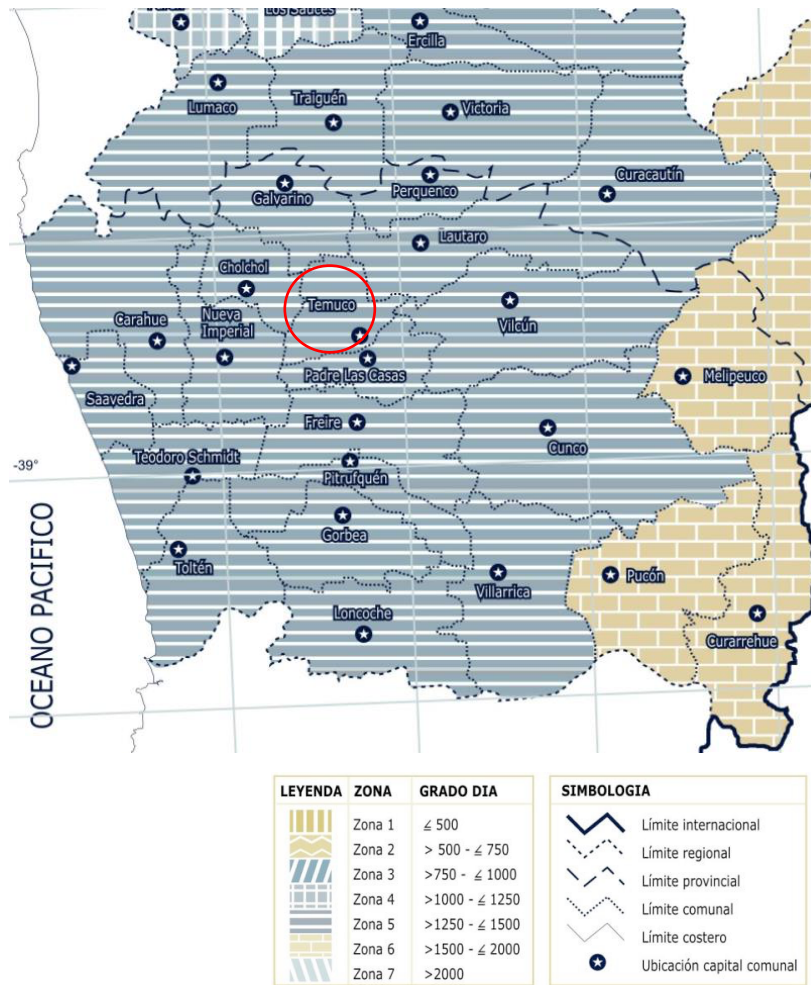 Los Sauces
Ercilla
Lumaco
Traiguén
Victoria
Galvarino
Perquenco
Curacautín
Lautaro
Cholchol
Temuco
Vilcún
Carahue
Nueva
Imperial
Padre Las Casas
Melipeuco
Saavedra
Freire
Cunco
-39°
Teodoro Schmidt
Pitrufquén
Gorbea
Toltén
Villarrica
Pucón
Loncoche
Curarrehue
OCEANO PACIFICO
LEYENDA ZONA GRADO DIA
Zona 1 ≤ 500
Zona 2 > 500 - ≤ 750
Zona 3 >750 - ≤ 1000
Zona 4 >1000 - ≤ 1250
Zona 5 >1250 - ≤ 1500
Zona 6 >1500 - ≤ 2000
Zona 7 >2000
SIMBOLOGIA
Límite internacional
Límite regional
Límite provincial
Límite comunal
Límite costero
Ubicación capital comunal